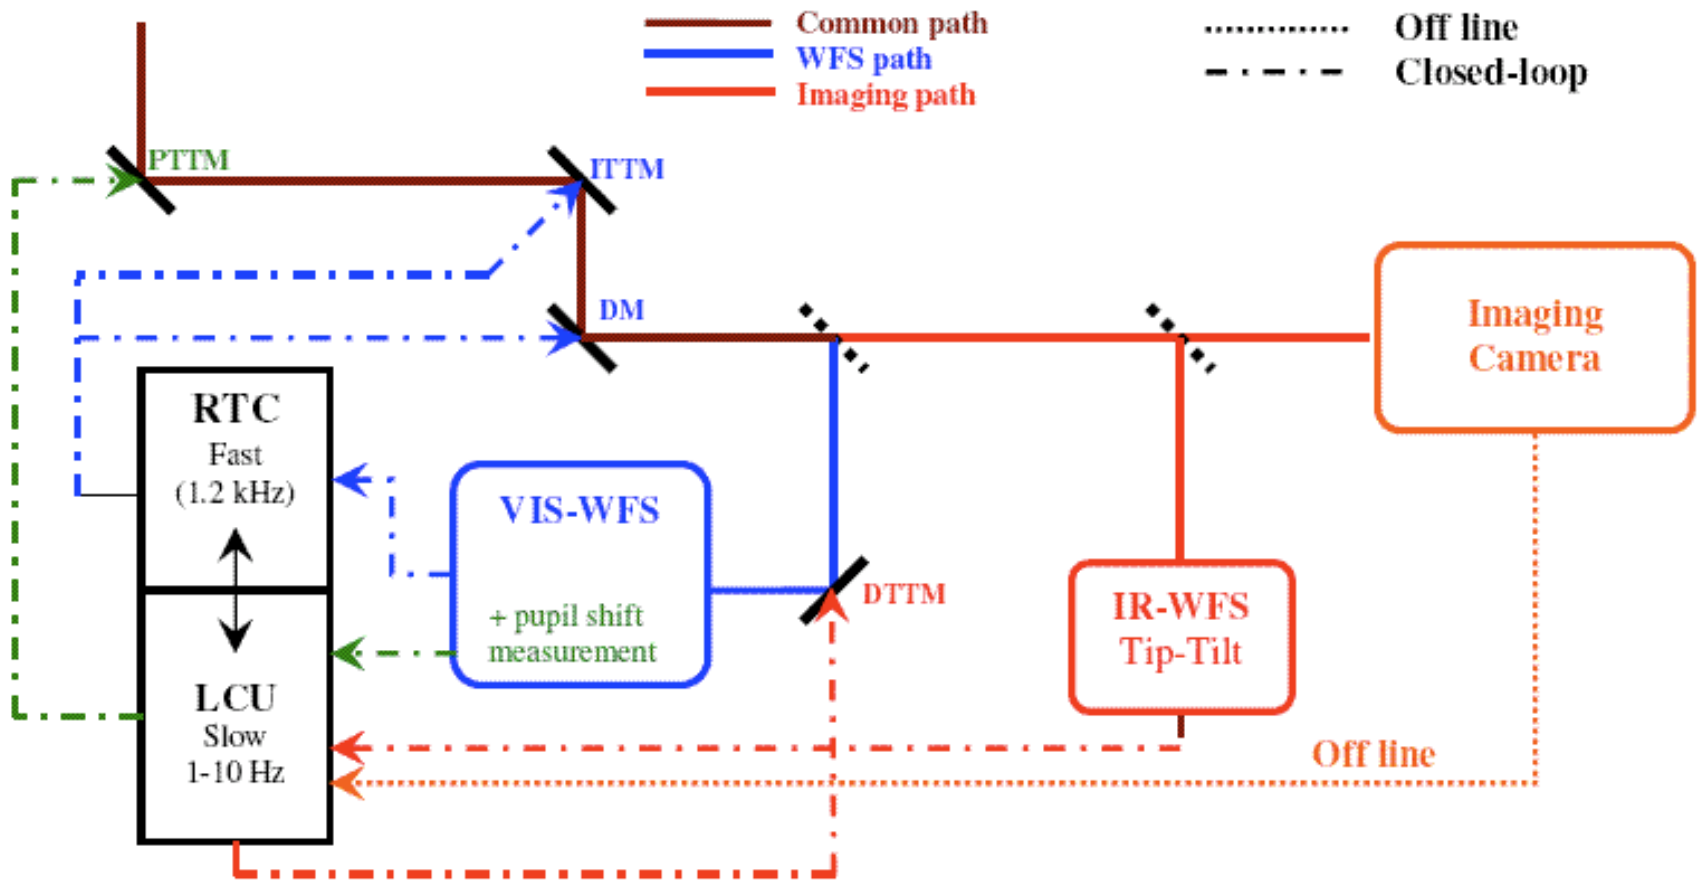 Common path
WFS path
Imaging path
Off line
Closed-loop
PTTM
ITTM
DM
Imaging
Camera
RTC
Fast
(1.2 kHz)
VIS-WFS
+ pupil shift
measurement
DTTM
IR-WFS
Tip-Tilt
LCU
Slow
1-10 Hz
Off line